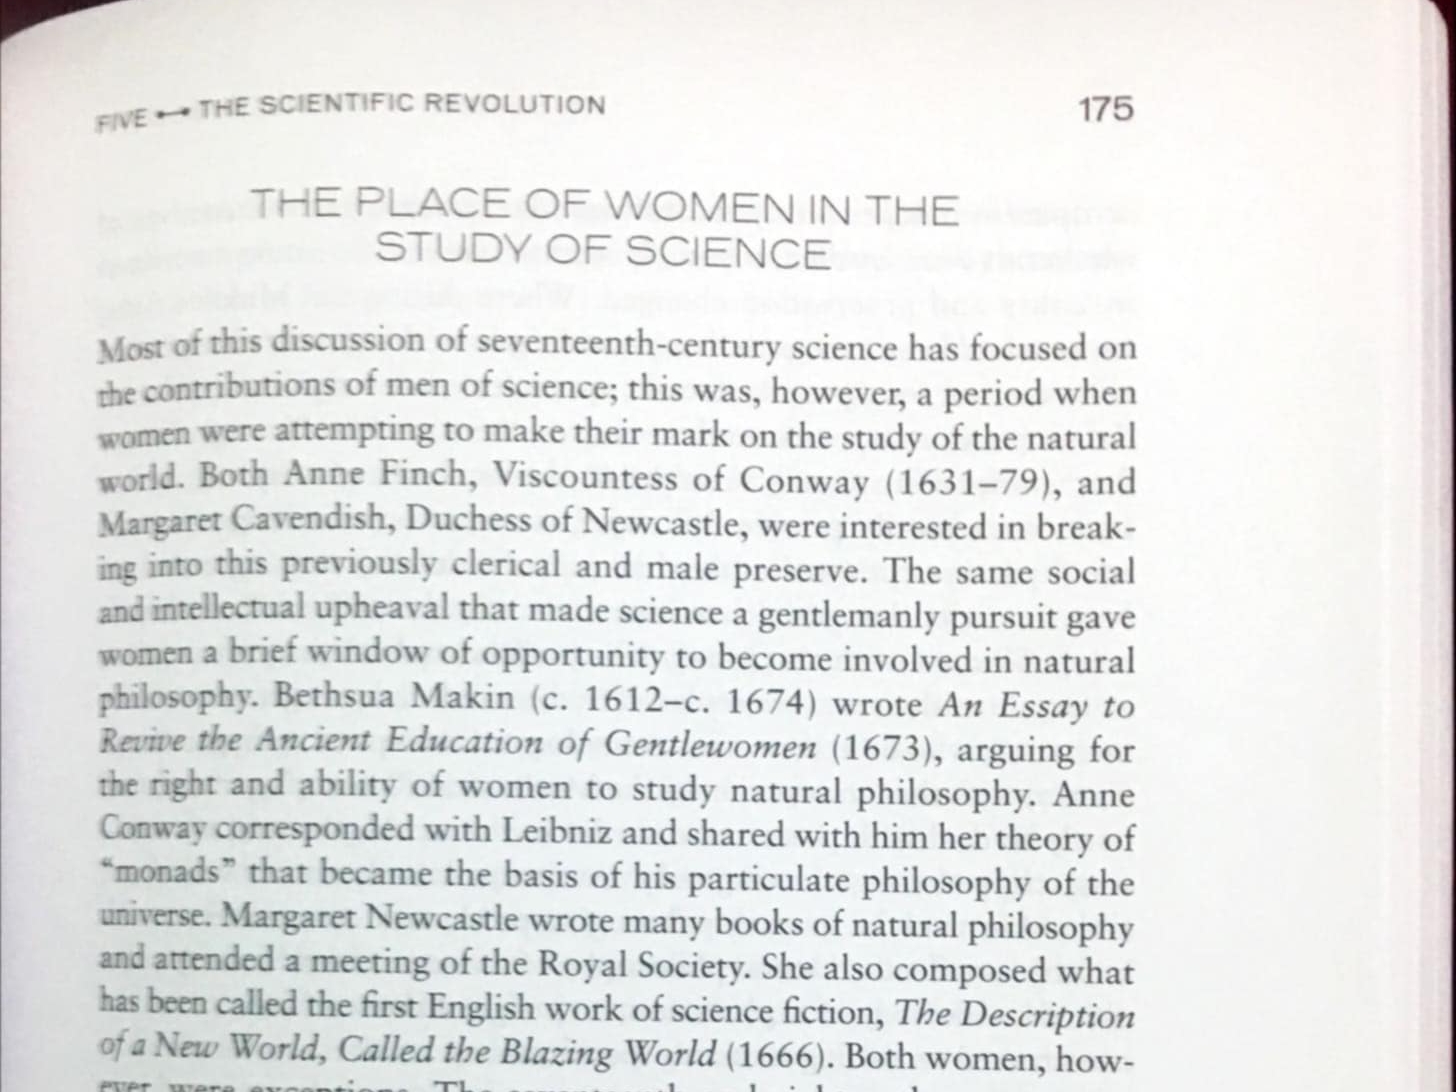 FIVE THE SCIENTIFIC REVOLUTION 175
THE PLACE OF WOMEN IN THE
STUDY OF SCIENCE
Most of this discussion of seventeenth-century science has focused on
the contributions of men of science; this was, however, a period when
women were attempting to make their mark on the study of the natural
world. Both Anne Finch, Viscountess of Conway (1631–79), and
Margaret Cavendish, Duchess of Newcastle, were interested in break-
ing into this previously clerical and male preserve. The same social
and intellectual upheaval that made science a gentlemanly pursuit gave
women a brief window of opportunity to become involved in natural
philosophy. Bethsua Makin (c. 1612–c. 1674) wrote An Essay to
Revive the Ancient Education of Gentlewomen (1673), arguing for
the right and ability of women to study natural philosophy. Anne
Conway corresponded with Leibniz and shared with him her theory of
“monads” that became the basis of his particulate philosophy of the
universe. Margaret Newcastle wrote many books of natural philosophy
and attended a meeting of the Royal Society. She also composed what
has been called the first English work of science fiction, The Description
of a New World, Called the Blazing World (1666). Both women, how-
ever were exceptions. The